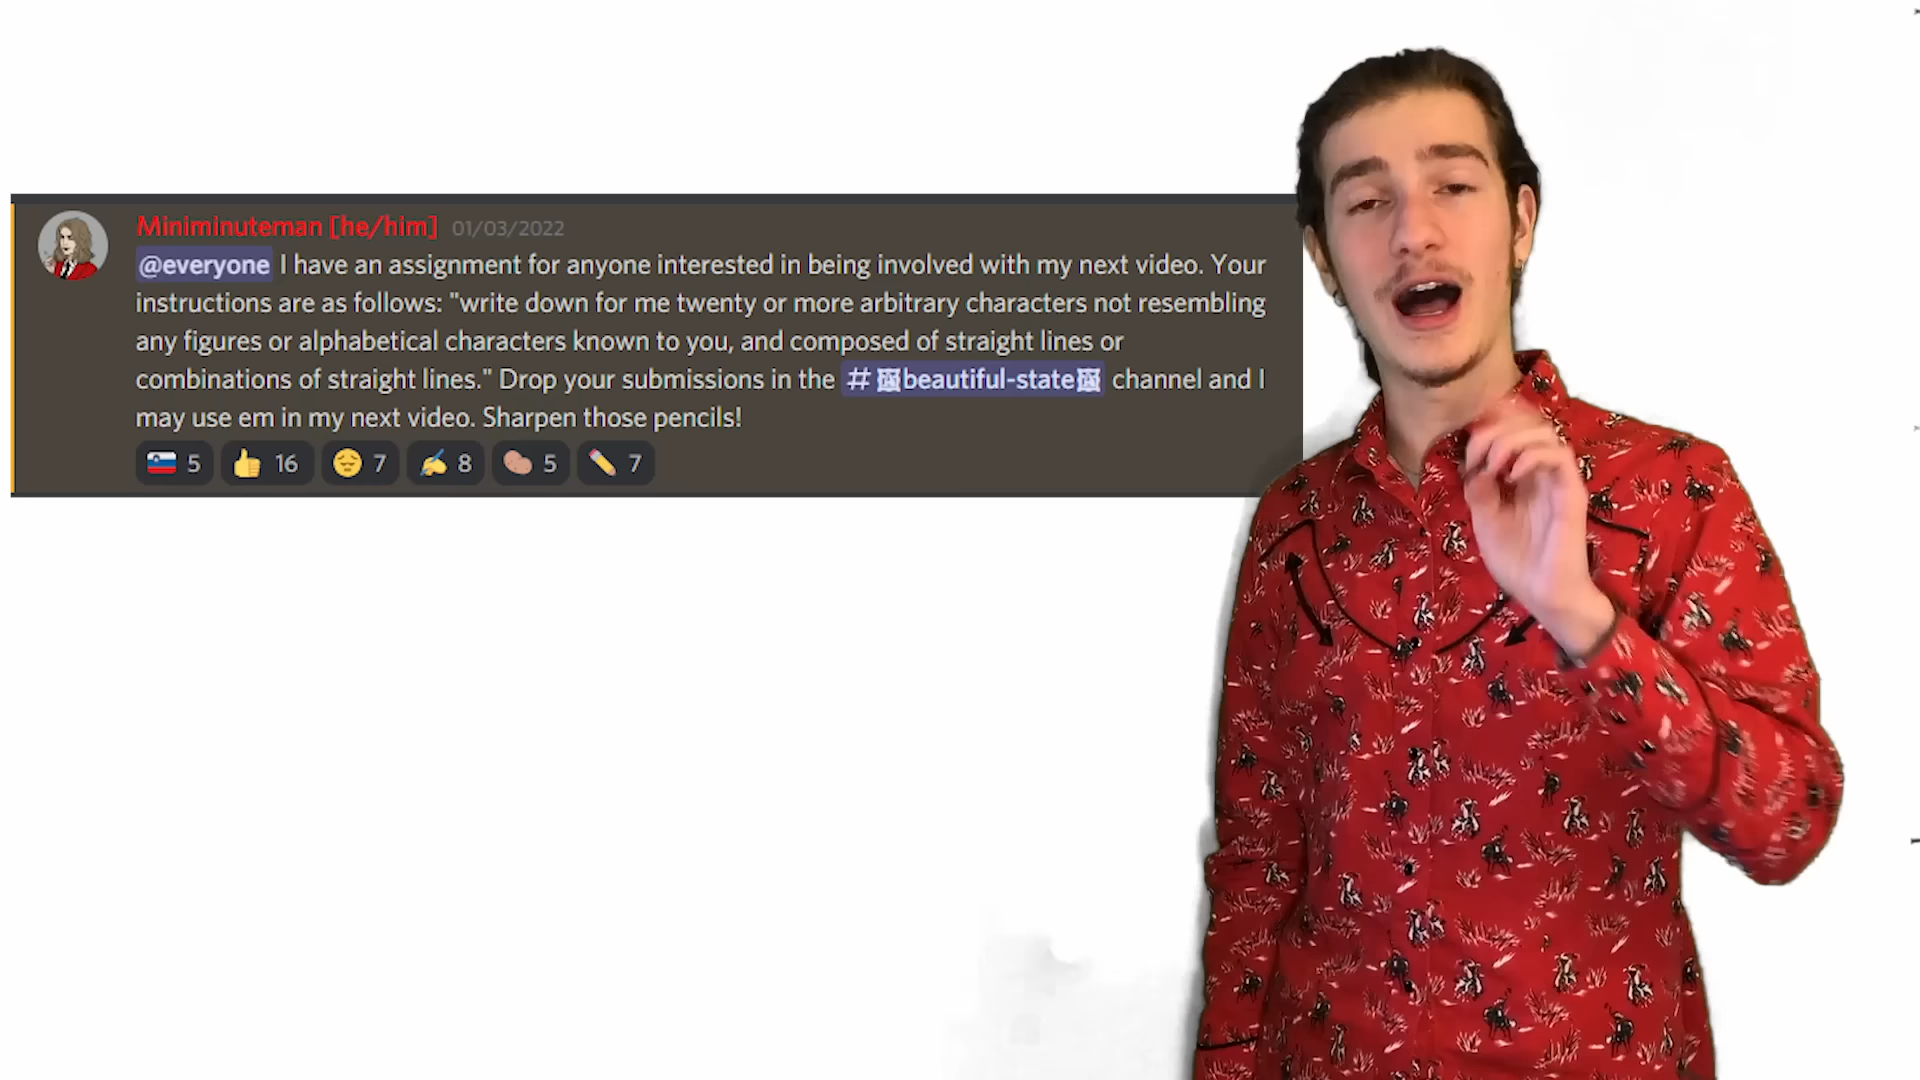 Miniminuteman [he/him] 01/03/2022
@everyone I have an assignment for anyone interested in being involved with my next video. Your
instructions are as follows: "write down for me twenty or more arbitrary characters not resembling
any figures or alphabetical characters known to you, and composed of straight lines or
combinations of straight lines." Drop your submissions in the #🖼beautiful-state🖼 channel and I
may use em in my next video. Sharpen those pencils!
🇸🇮 5 👍 16 😔 7 ✍ 8 🥔 5 ✏ 7